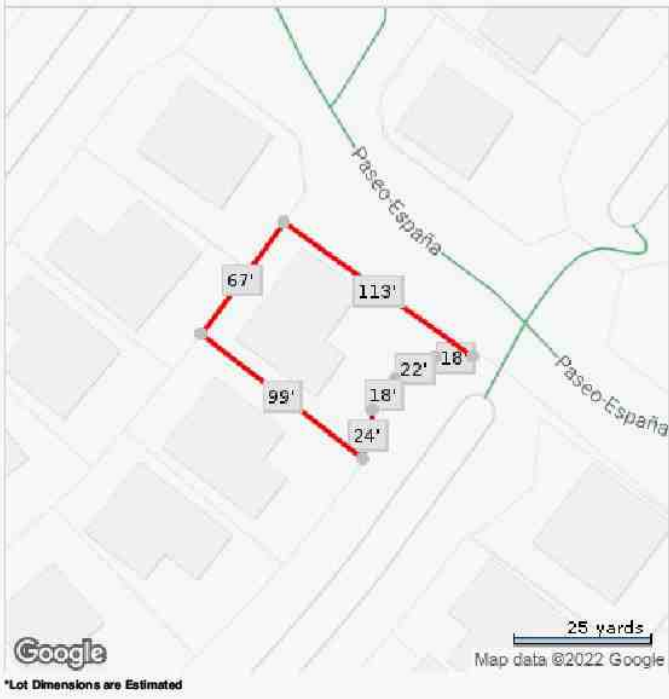 Paseo España
67'
113'
18'
22'
99'
18'
24'
Paseo España
25 yards
Google
Map data ©2022 Google
*Lot Dimensions are Estimated